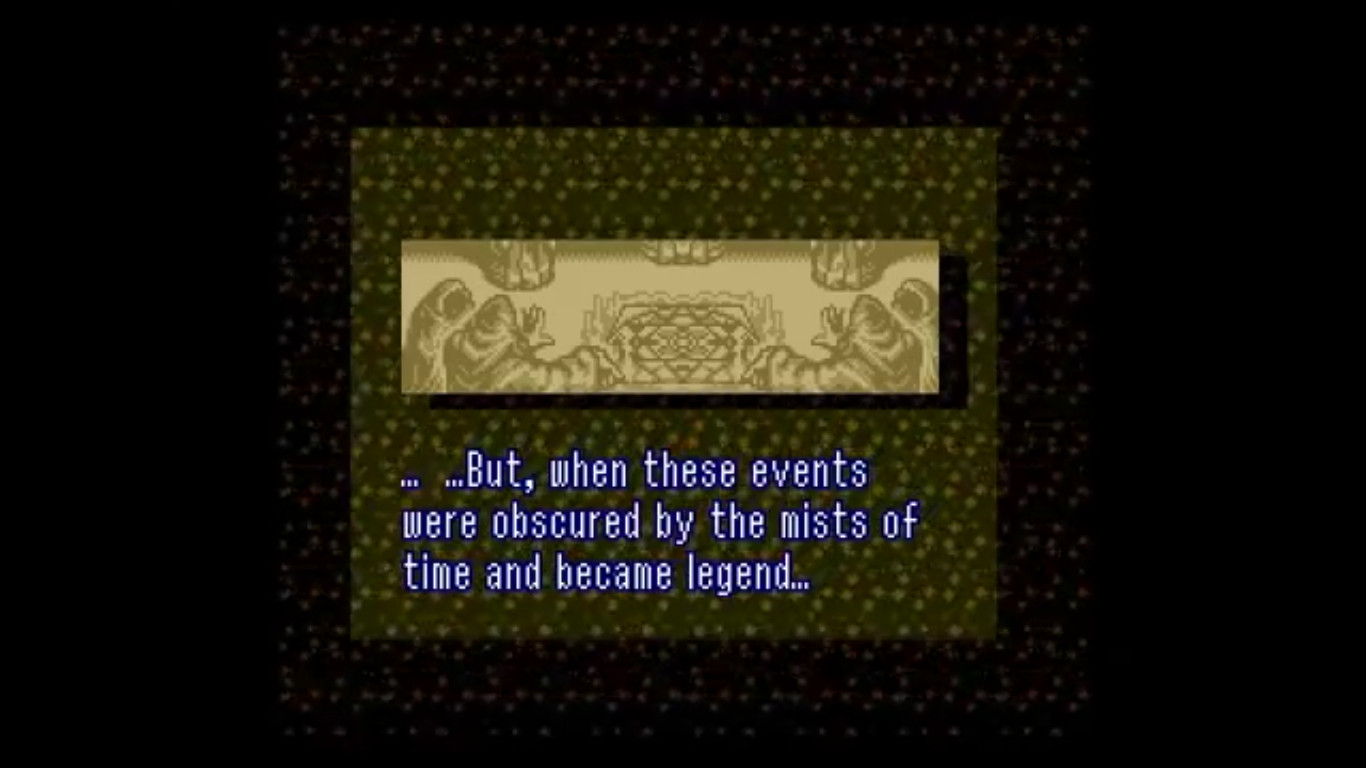 … …But, when these events
were obscured by the mists of
time and became legend…